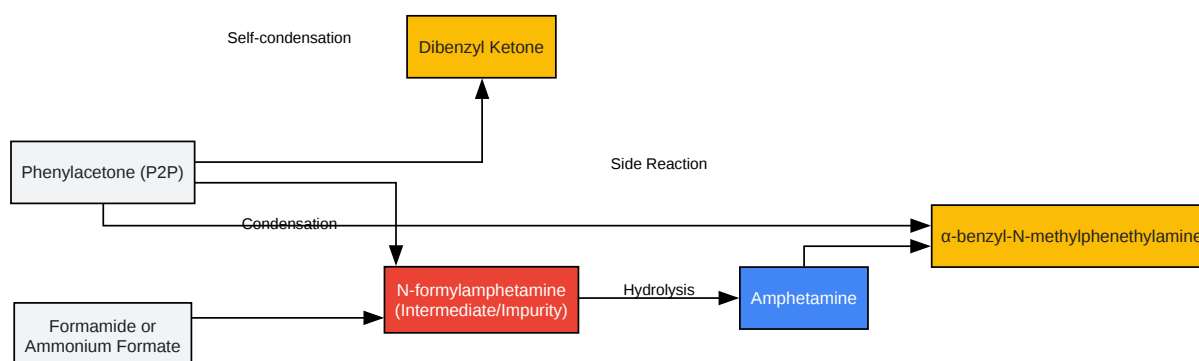 Self-condensation
Dibenzyl Ketone
Phenylacetone (P2P)
Side Reaction
Condensation
α-benzyl-N-methylphenethylamine
N-formylamphetamine
(Intermediate/Impurity)
Hydrolysis
Amphetamine
Formamide or
Ammonium Formate